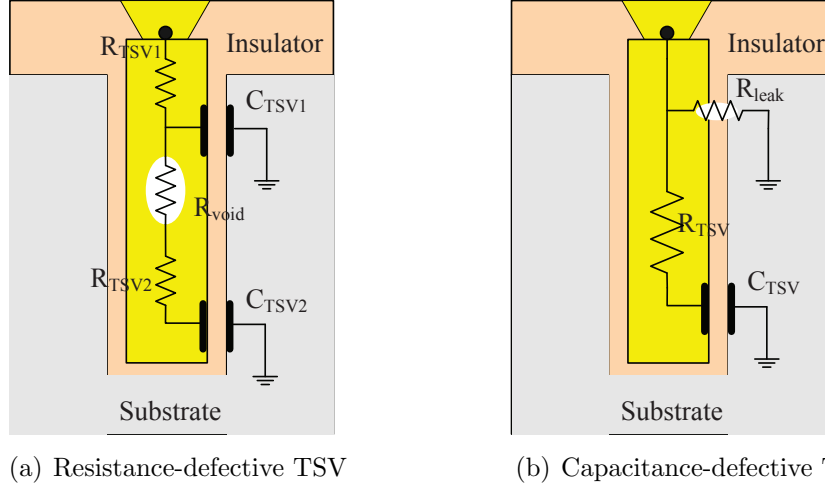 R_TSV1
Insulator
C_TSV1
R_void
R_TSV2
C_TSV2
Substrate
(a) Resistance-defective TSV
Insulator
R_leak
R_TSV
C_TSV
Substrate
(b) Capacitance-defective T